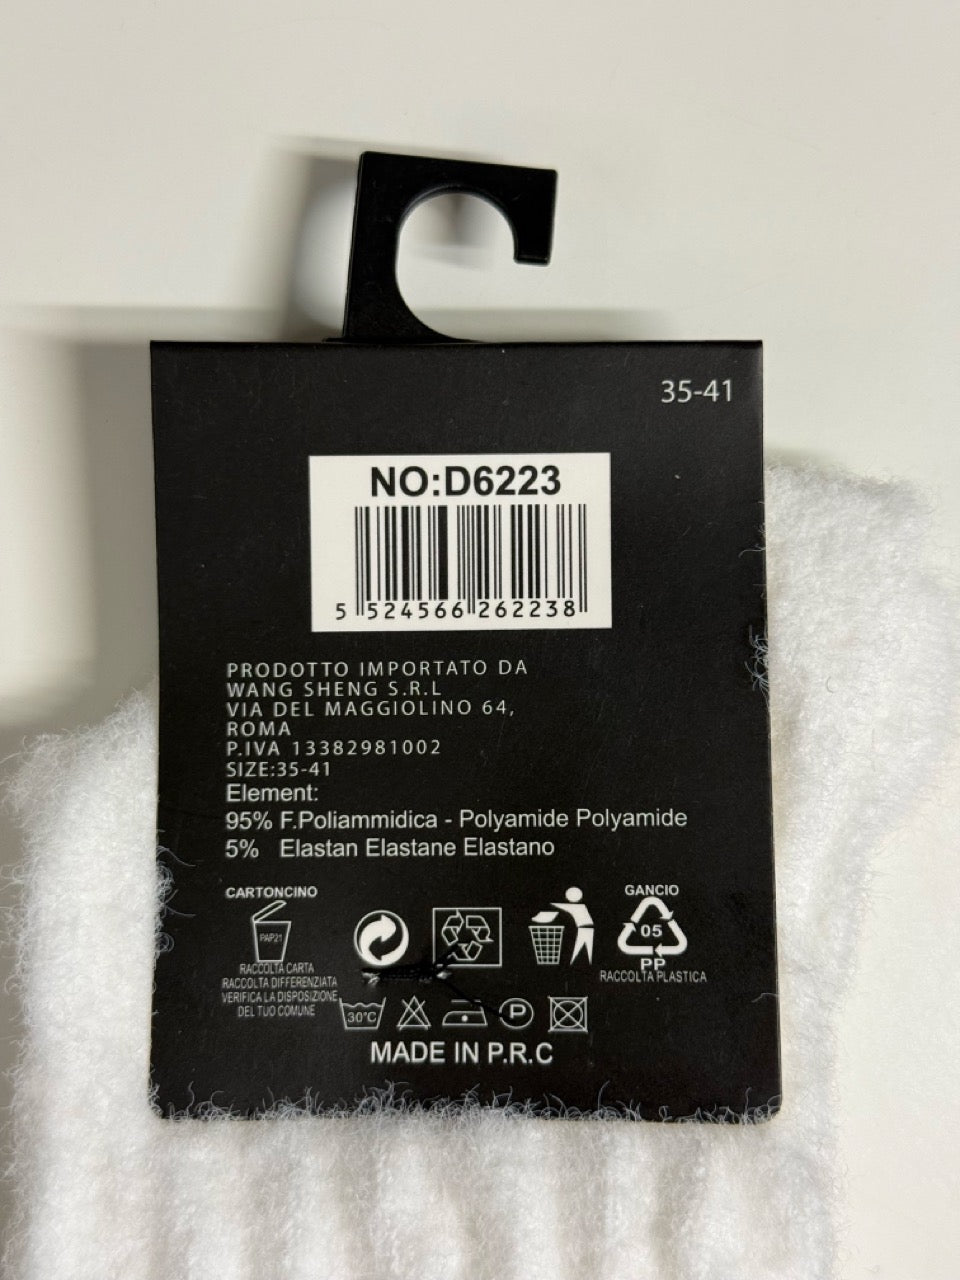 35-41
NO:D6223
5 524566 262238
PRODOTTO IMPORTATO DA
WANG SHENG S.R.L
VIA DEL MAGGIOLINO 64,
ROMA
P.IVA 13382981002
SIZE:35-41
Element:
95% F.Poliammidica - Polyamide Polyamide
5% Elastan Elastane Elastano
CARTONCINO
PAP21
RACCOLTA CARTA
RACCOLTA DIFFERENZIATA
VERIFICA LA DISPOSIZIONE
DEL TUO COMUNE
GANCIO
05
PP
RACCOLTA PLASTICA
30°C
P
MADE IN P.R.C